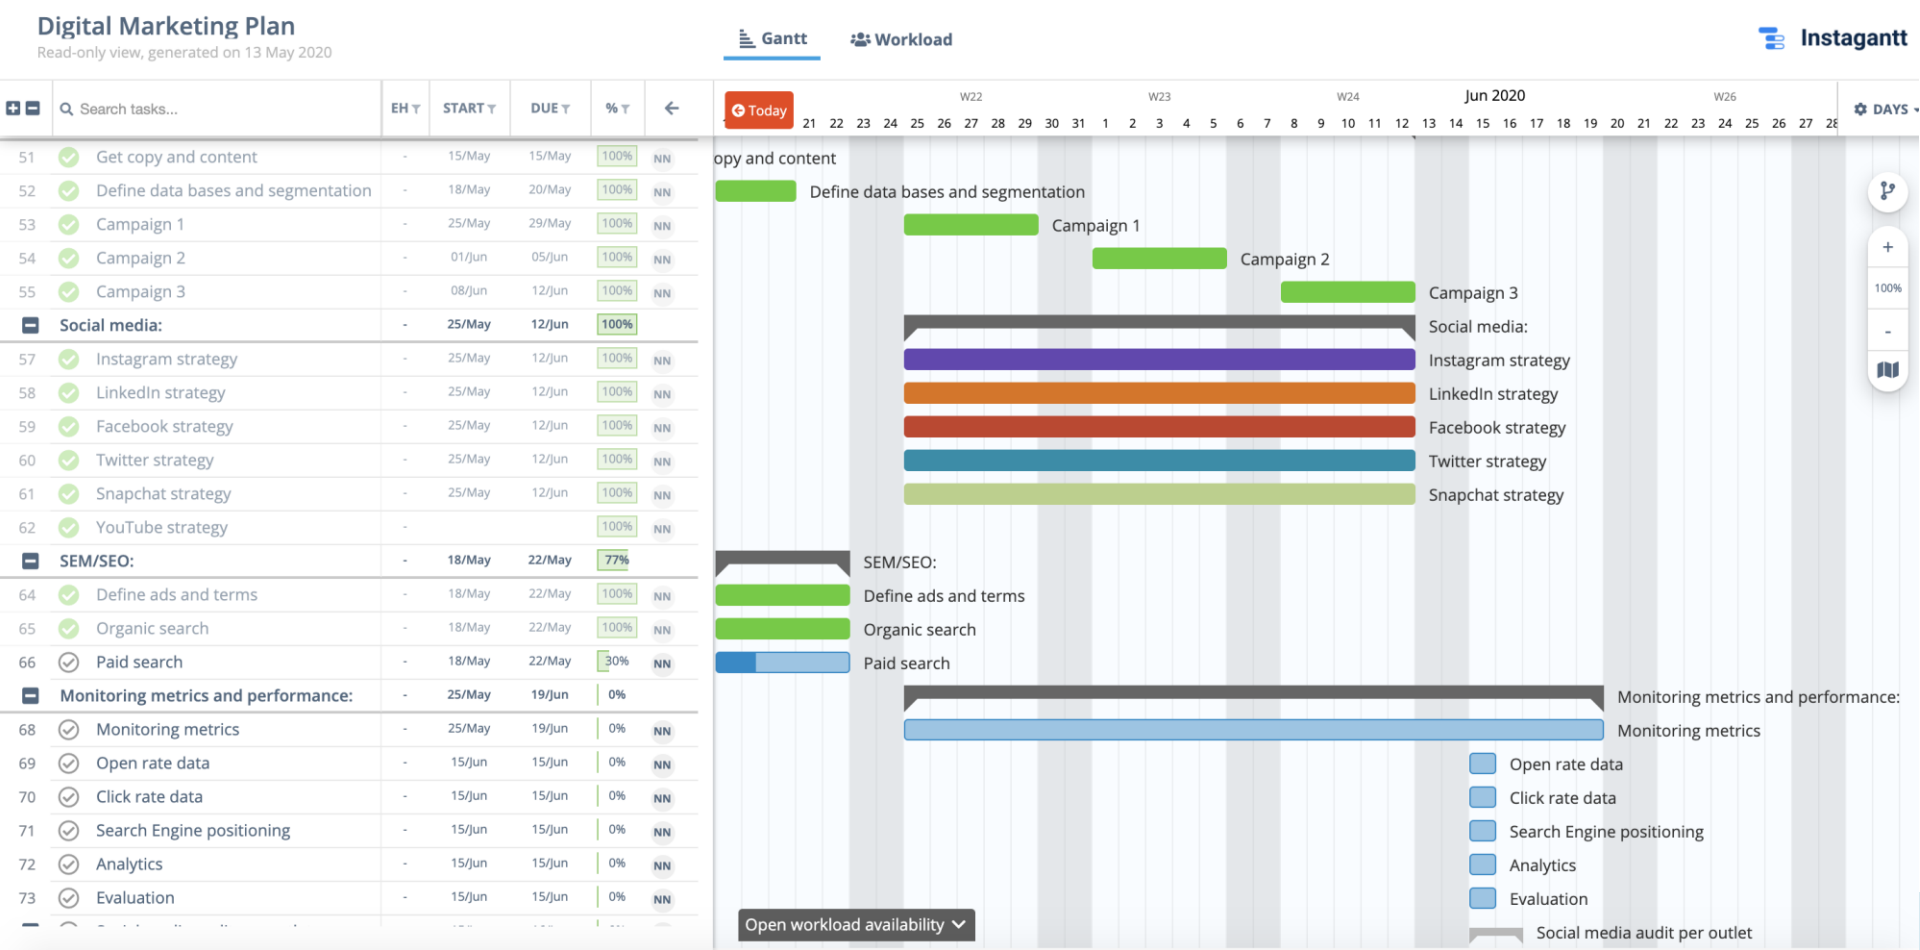 Digital Marketing Plan
Read-only view, generated on 13 May 2020
Gantt
Workload
Instagantt
Search tasks...
EH START DUE %
Today
W22 W23 W24 Jun 2020 W26
21 22 23 24 25 26 27 28 29 30 31 1 2 3 4 5 6 7 8 9 10 11 12 13 14 15 16 17 18 19 20 21 22 23 24 25 26 27 28
DAYS
51 Get copy and content - 15/May 15/May 100% NN
opy and content
52 Define data bases and segmentation - 18/May 20/May 100% NN
Define data bases and segmentation
53 Campaign 1 - 25/May 29/May 100% NN
Campaign 1
54 Campaign 2 - 01/Jun 05/Jun 100% NN
Campaign 2
55 Campaign 3 - 08/Jun 12/Jun 100% NN
Campaign 3
Social media: - 25/May 12/Jun 100%
Social media:
57 Instagram strategy - 25/May 12/Jun 100% NN
Instagram strategy
58 LinkedIn strategy - 25/May 12/Jun 100% NN
LinkedIn strategy
59 Facebook strategy - 25/May 12/Jun 100% NN
Facebook strategy
60 Twitter strategy - 25/May 12/Jun 100% NN
Twitter strategy
61 Snapchat strategy - 25/May 12/Jun 100% NN
Snapchat strategy
62 YouTube strategy - 100% NN
SEM/SEO: - 18/May 22/May 77%
SEM/SEO:
64 Define ads and terms - 18/May 22/May 100% NN
Define ads and terms
65 Organic search - 18/May 22/May 100% NN
Organic search
66 Paid search - 18/May 22/May 30% NN
Paid search
Monitoring metrics and performance: - 25/May 19/Jun 0%
Monitoring metrics and performance:
68 Monitoring metrics - 25/May 19/Jun 0% NN
Monitoring metrics
69 Open rate data - 15/Jun 15/Jun 0% NN
Open rate data
70 Click rate data - 15/Jun 15/Jun 0% NN
Click rate data
71 Search Engine positioning - 15/Jun 15/Jun 0% NN
Search Engine positioning
72 Analytics - 15/Jun 15/Jun 0% NN
Analytics
73 Evaluation - 15/Jun 15/Jun 0% NN
Evaluation
Social media audit per outlet
Open workload availability
+
100%
-